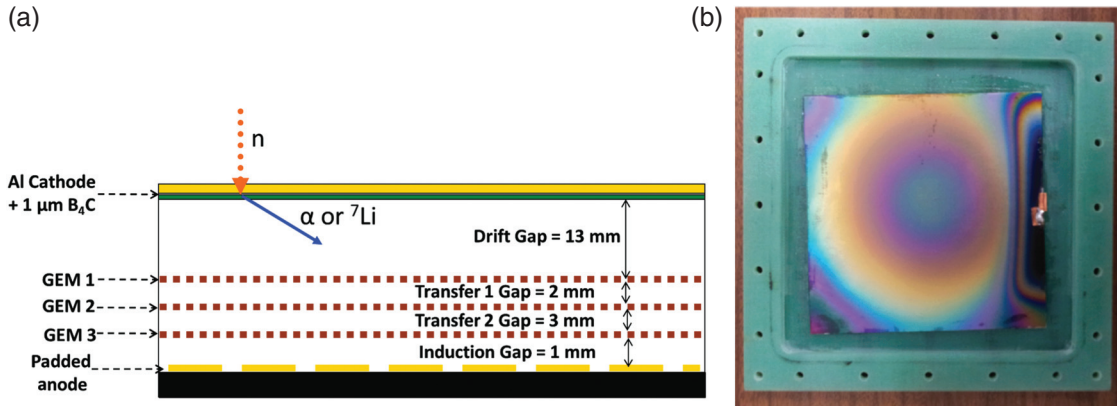 (a)
(b)
n
Al Cathode
+ 1 μm B₄C
α or ⁷Li
Drift Gap = 13 mm
GEM 1
Transfer 1 Gap = 2 mm
GEM 2
Transfer 2 Gap = 3 mm
GEM 3
Induction Gap = 1 mm
Padded
anode